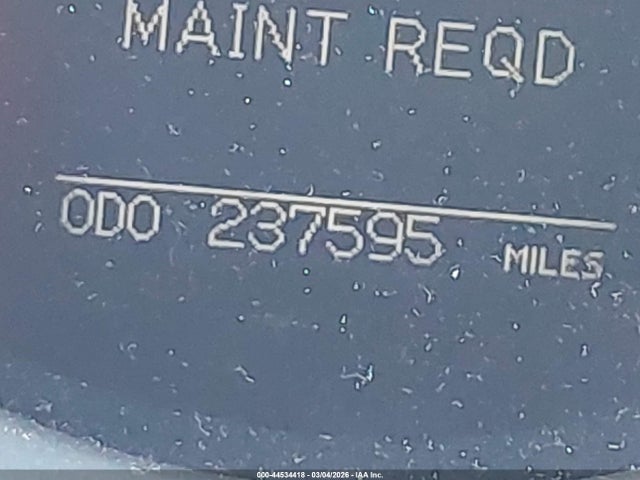 MAINT REQD
ODO 237595 MILES
000-44534418 - 03/04/2026 - IAA Inc.